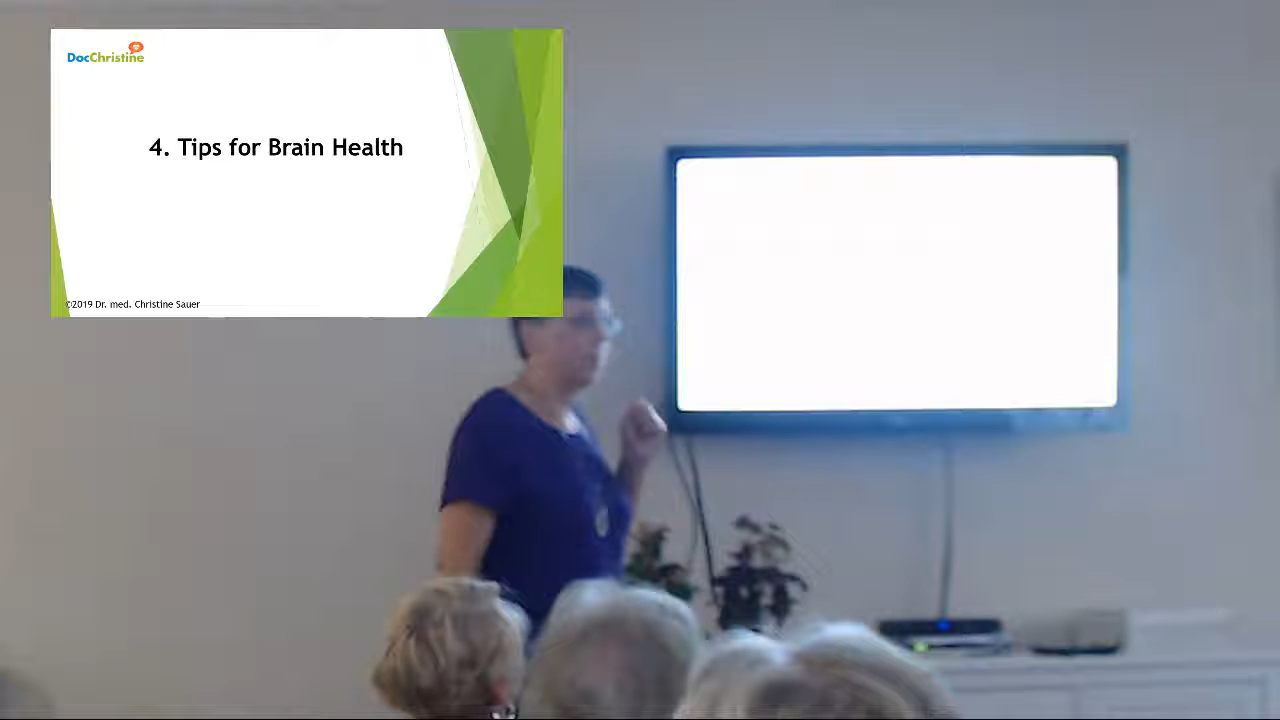 DocChristine
4. Tips for Brain Health
©2019 Dr. med. Christine Sauer